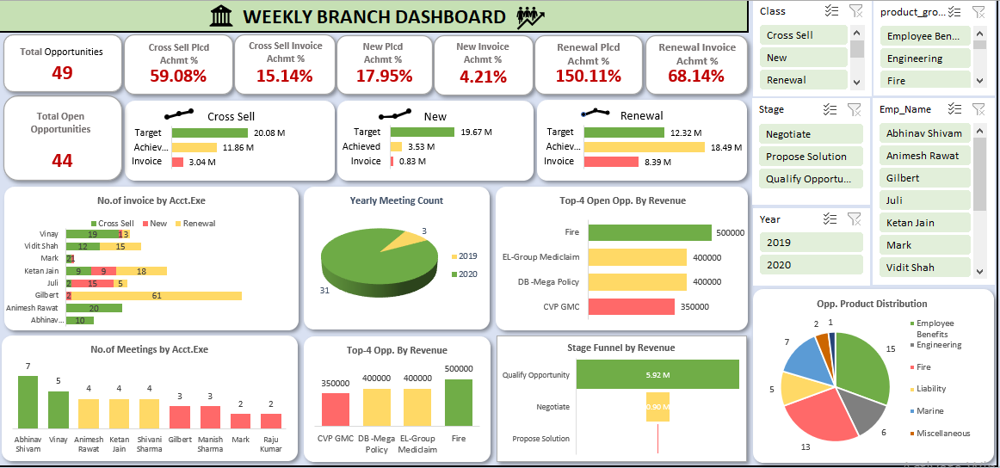 WEEKLY BRANCH DASHBOARD
Total Opportunities
49
Cross Sell Plcd
Achmt %
59.08%
Cross Sell Invoice
Achmt %
15.14%
New Plcd
Achmt %
17.95%
New Invoice
Achmt %
4.21%
Renewal Plcd
Achmt %
150.11%
Renewal Invoice
Achmt %
68.14%
Total Open
Opportunities
44
Cross Sell
Target 20.08 M
Achiev... 11.86 M
Invoice 3.04 M
New
Target 19.67 M
Achieved 3.53 M
Invoice 0.83 M
Renewal
Target 12.32 M
Achiev... 18.49 M
Invoice 8.39 M
No.of invoice by Acct.Exe
Cross Sell New Renewal
Vinay 19 1 3
Vidit Shah 12 15
Mark 2 1
Ketan Jain 9 9 18
Juli 2 15 5
Gilbert 2 61
Animesh Rawat 20
Abhinav... 10
Yearly Meeting Count
3
31
2019
2020
Top-4 Open Opp. By Revenue
Fire 500000
EL-Group Mediclaim 400000
DB -Mega Policy 400000
CVP GMC 350000
No.of Meetings by Acct.Exe
7 5 4 4 4 3 3 2 2
Abhinav Vinay Animesh Ketan Shivani Gilbert Manish Mark Raju
Shivam Rawat Jain Sharma Sharma Kumar
Top-4 Opp. By Revenue
350000 400000 400000 500000
CVP GMC DB -Mega EL-Group Fire
Policy Mediclaim
Stage Funnel by Revenue
Qualify Opportunity 5.92 M
Negotiate 0.90 M
Propose Solution
Class
Cross Sell
New
Renewal
product_gro...
Employee Ben...
Engineering
Fire
Stage
Negotiate
Propose Solution
Qualify Opportu...
Emp_Name
Abhinav Shivam
Animesh Rawat
Gilbert
Juli
Ketan Jain
Mark
Vidit Shah
Year
2019
2020
Opp. Product Distribution
15
6
13
5
7
2
1
Employee
Benefits
Engineering
Fire
Liability
Marine
Miscellaneous